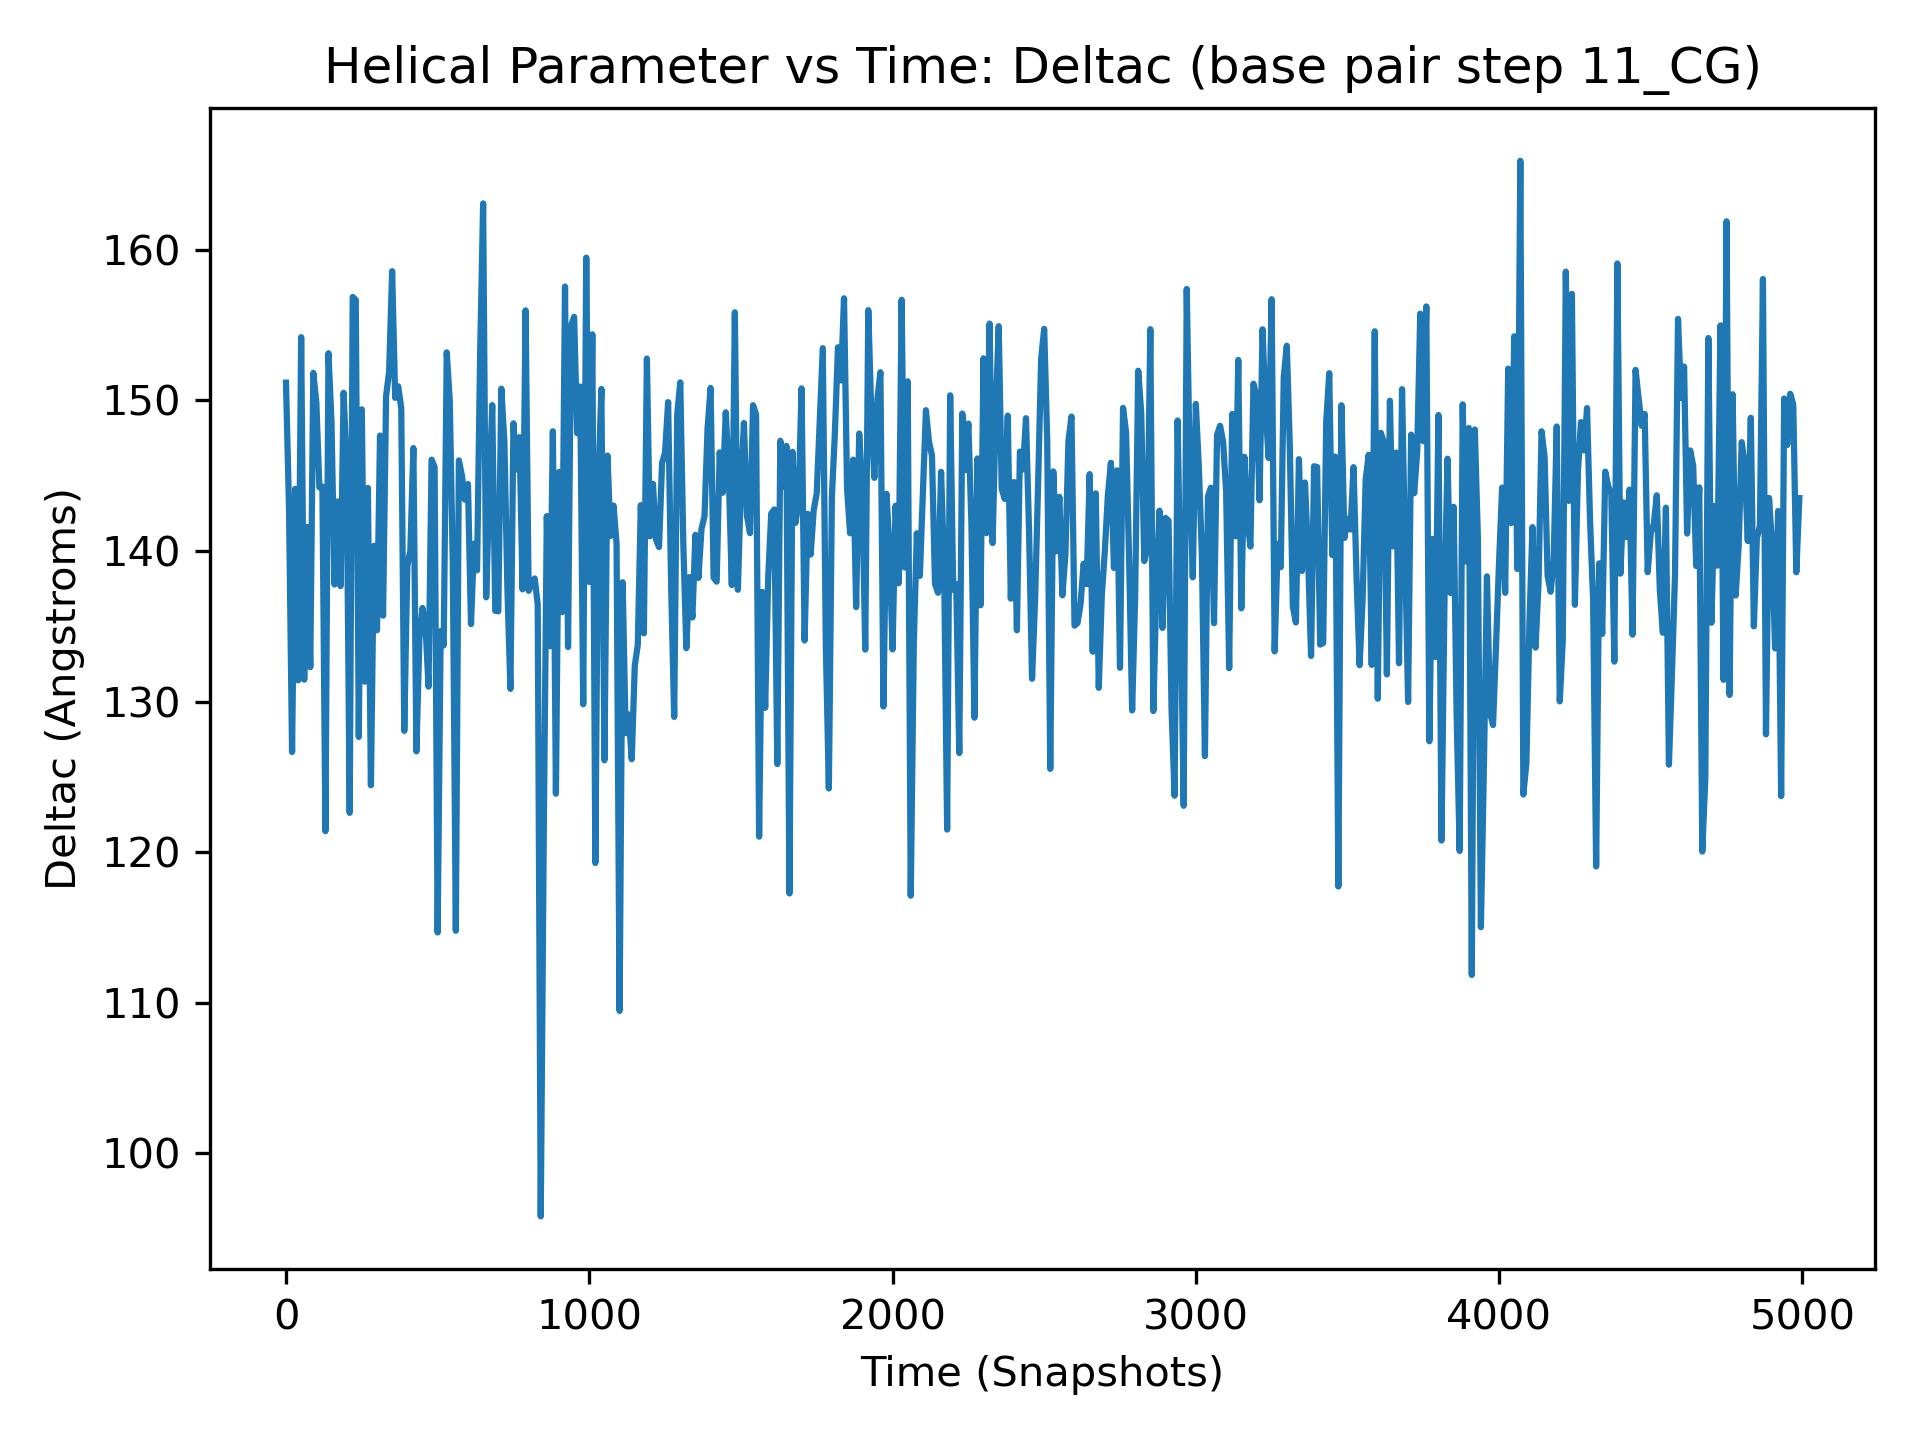 Helical Parameter vs Time: Deltac (base pair step 11_CG)
Deltac (Angstroms)
160
150
140
130
120
110
100
0 1000 2000 3000 4000 5000
Time (Snapshots)